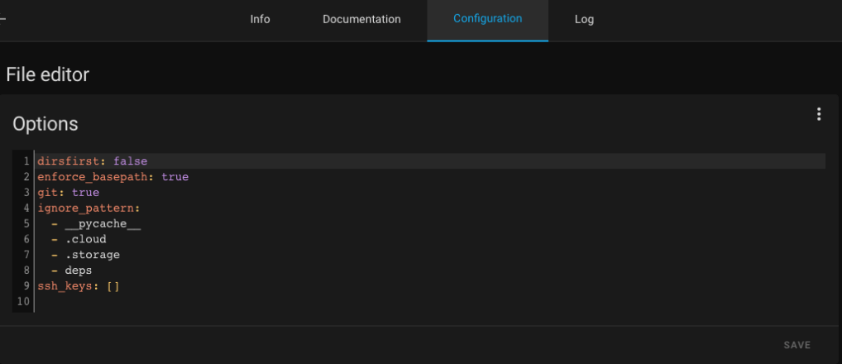 Info Documentation Configuration Log
File editor
Options
1 dirsfirst: false
2 enforce_basepath: true
3 git: true
4 ignore_pattern:
5   - __pycache__
6   - .cloud
7   - .storage
8   - deps
9 ssh_keys: []
10
SAVE